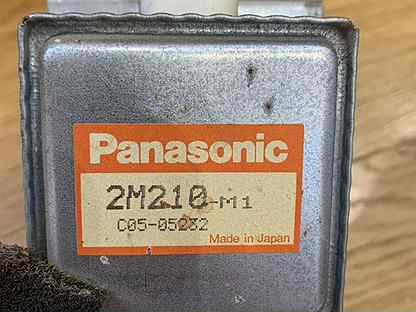 Panasonic
2M210-M1
C05-05232
Made in Japan